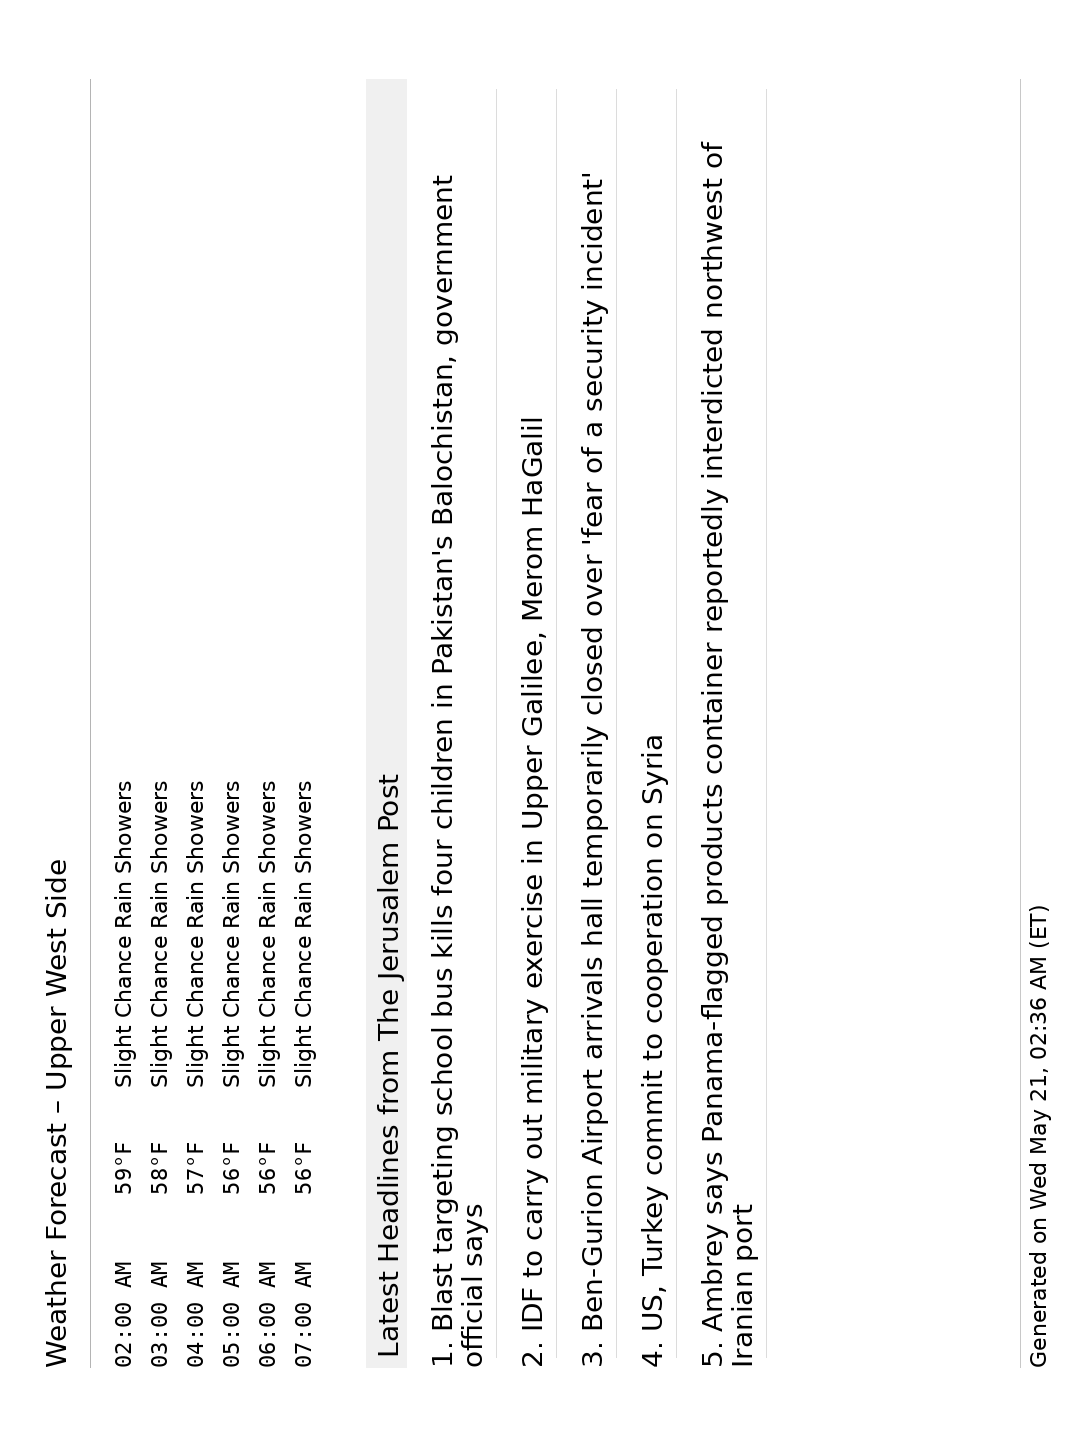 Weather Forecast – Upper West Side
02:00 AM 59°F Slight Chance Rain Showers
03:00 AM 58°F Slight Chance Rain Showers
04:00 AM 57°F Slight Chance Rain Showers
05:00 AM 56°F Slight Chance Rain Showers
06:00 AM 56°F Slight Chance Rain Showers
07:00 AM 56°F Slight Chance Rain Showers
Latest Headlines from The Jerusalem Post
1. Blast targeting school bus kills four children in Pakistan's Balochistan, government
official says
2. IDF to carry out military exercise in Upper Galilee, Merom HaGalil
3. Ben-Gurion Airport arrivals hall temporarily closed over 'fear of a security incident'
4. US, Turkey commit to cooperation on Syria
5. Ambrey says Panama-flagged products container reportedly interdicted northwest of
Iranian port
Generated on Wed May 21, 02:36 AM (ET)